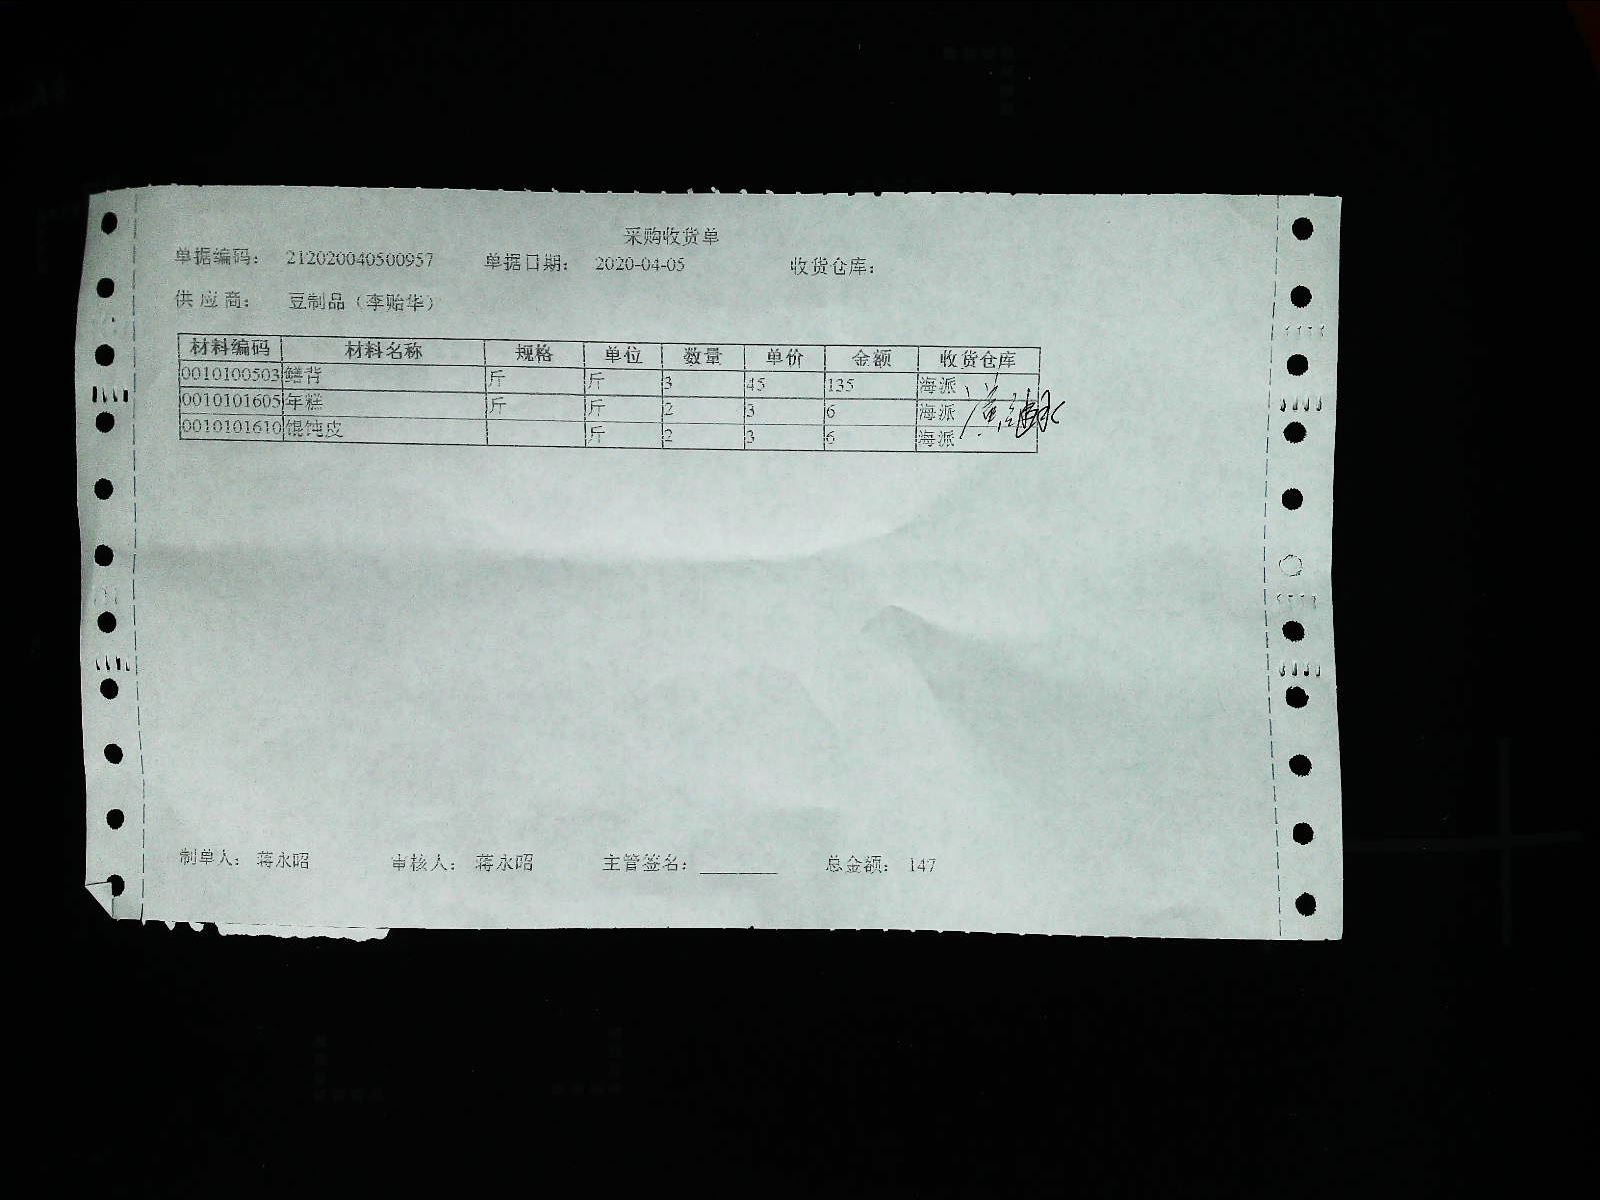 采购收货单
单据编码： 212020040500957 单据日期： 2020-04-05 收货仓库：
供应商： 豆制品（李贻华）
材料编码 材料名称 规格 单位 数量 单价 金额 收货仓库
0010100503 鳝背 斤 斤 3 45 135 海派
0010101605 年糕 斤 斤 2 3 6 海派
0010101610 馄饨皮 斤 2 3 6 海派
制单人： 蒋永昭 审核人： 蒋永昭 主管签名： 总金额： 147